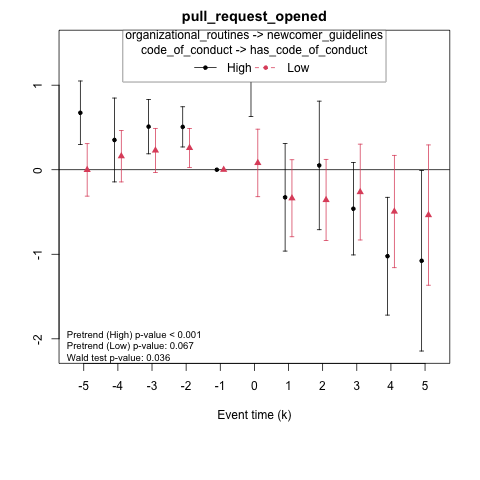 pull_request_opened
organizational_routines -> newcomer_guidelines
code_of_conduct -> has_code_of_conduct
High Low
1
0
-1
-2
Pretrend (High) p-value < 0.001
Pretrend (Low) p-value: 0.067
Wald test p-value: 0.036
-5 -4 -3 -2 -1 0 1 2 3 4 5
Event time (k)